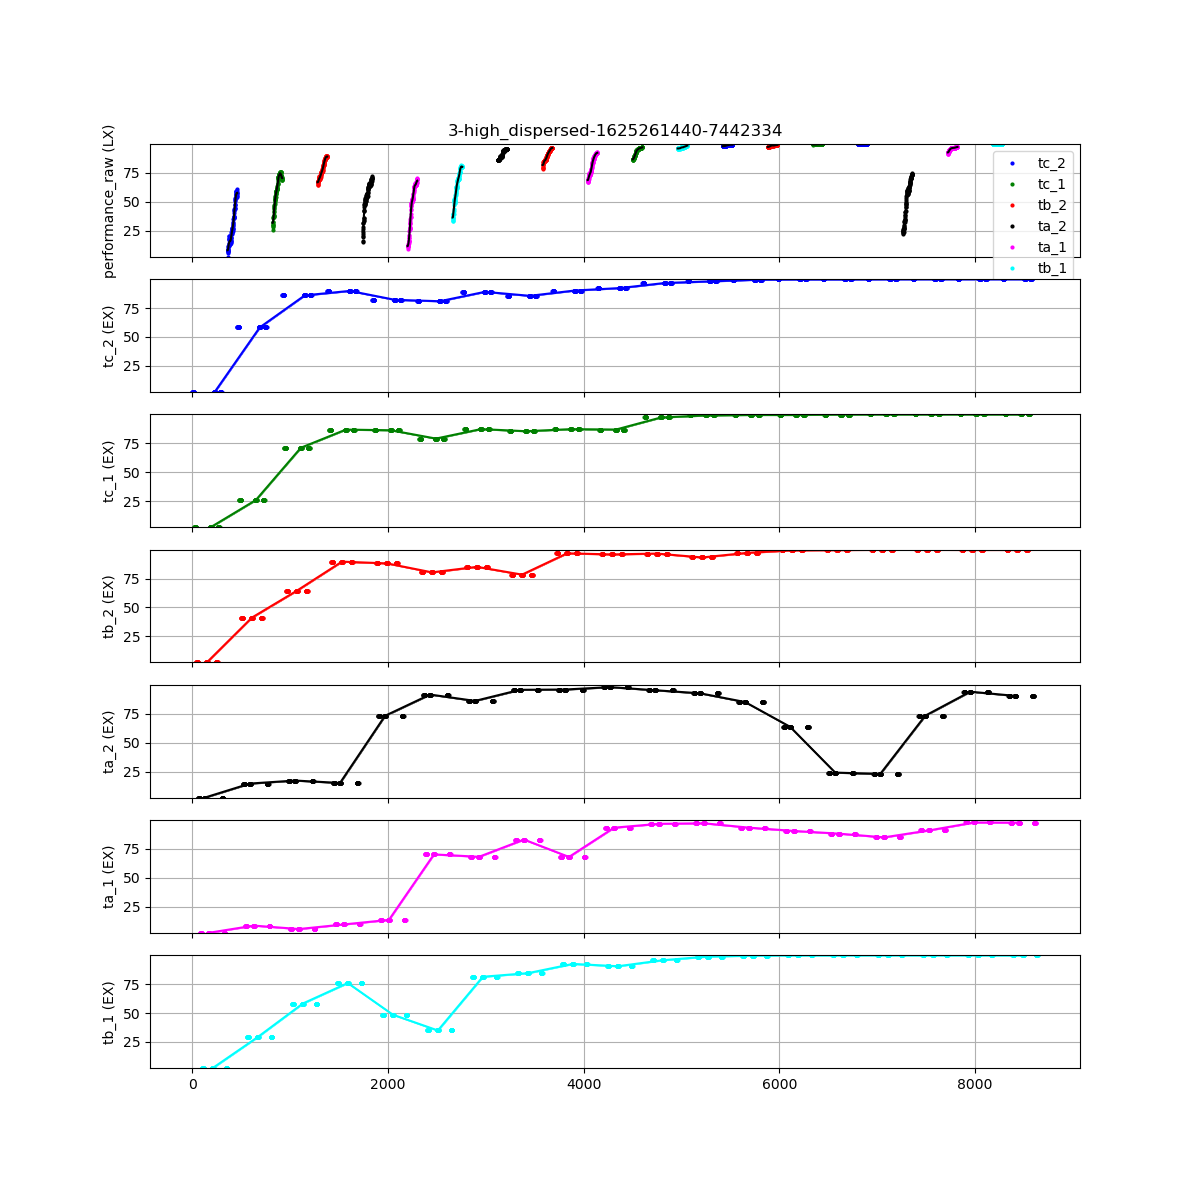 3-high_dispersed-1625261440-7442334
performance_raw (LX)
75
50
25
tc_2
tc_1
tb_2
ta_2
ta_1
tb_1
tc_2 (EX)
75
50
25
tc_1 (EX)
75
50
25
tb_2 (EX)
75
50
25
ta_2 (EX)
75
50
25
ta_1 (EX)
75
50
25
tb_1 (EX)
75
50
25
0 2000 4000 6000 8000